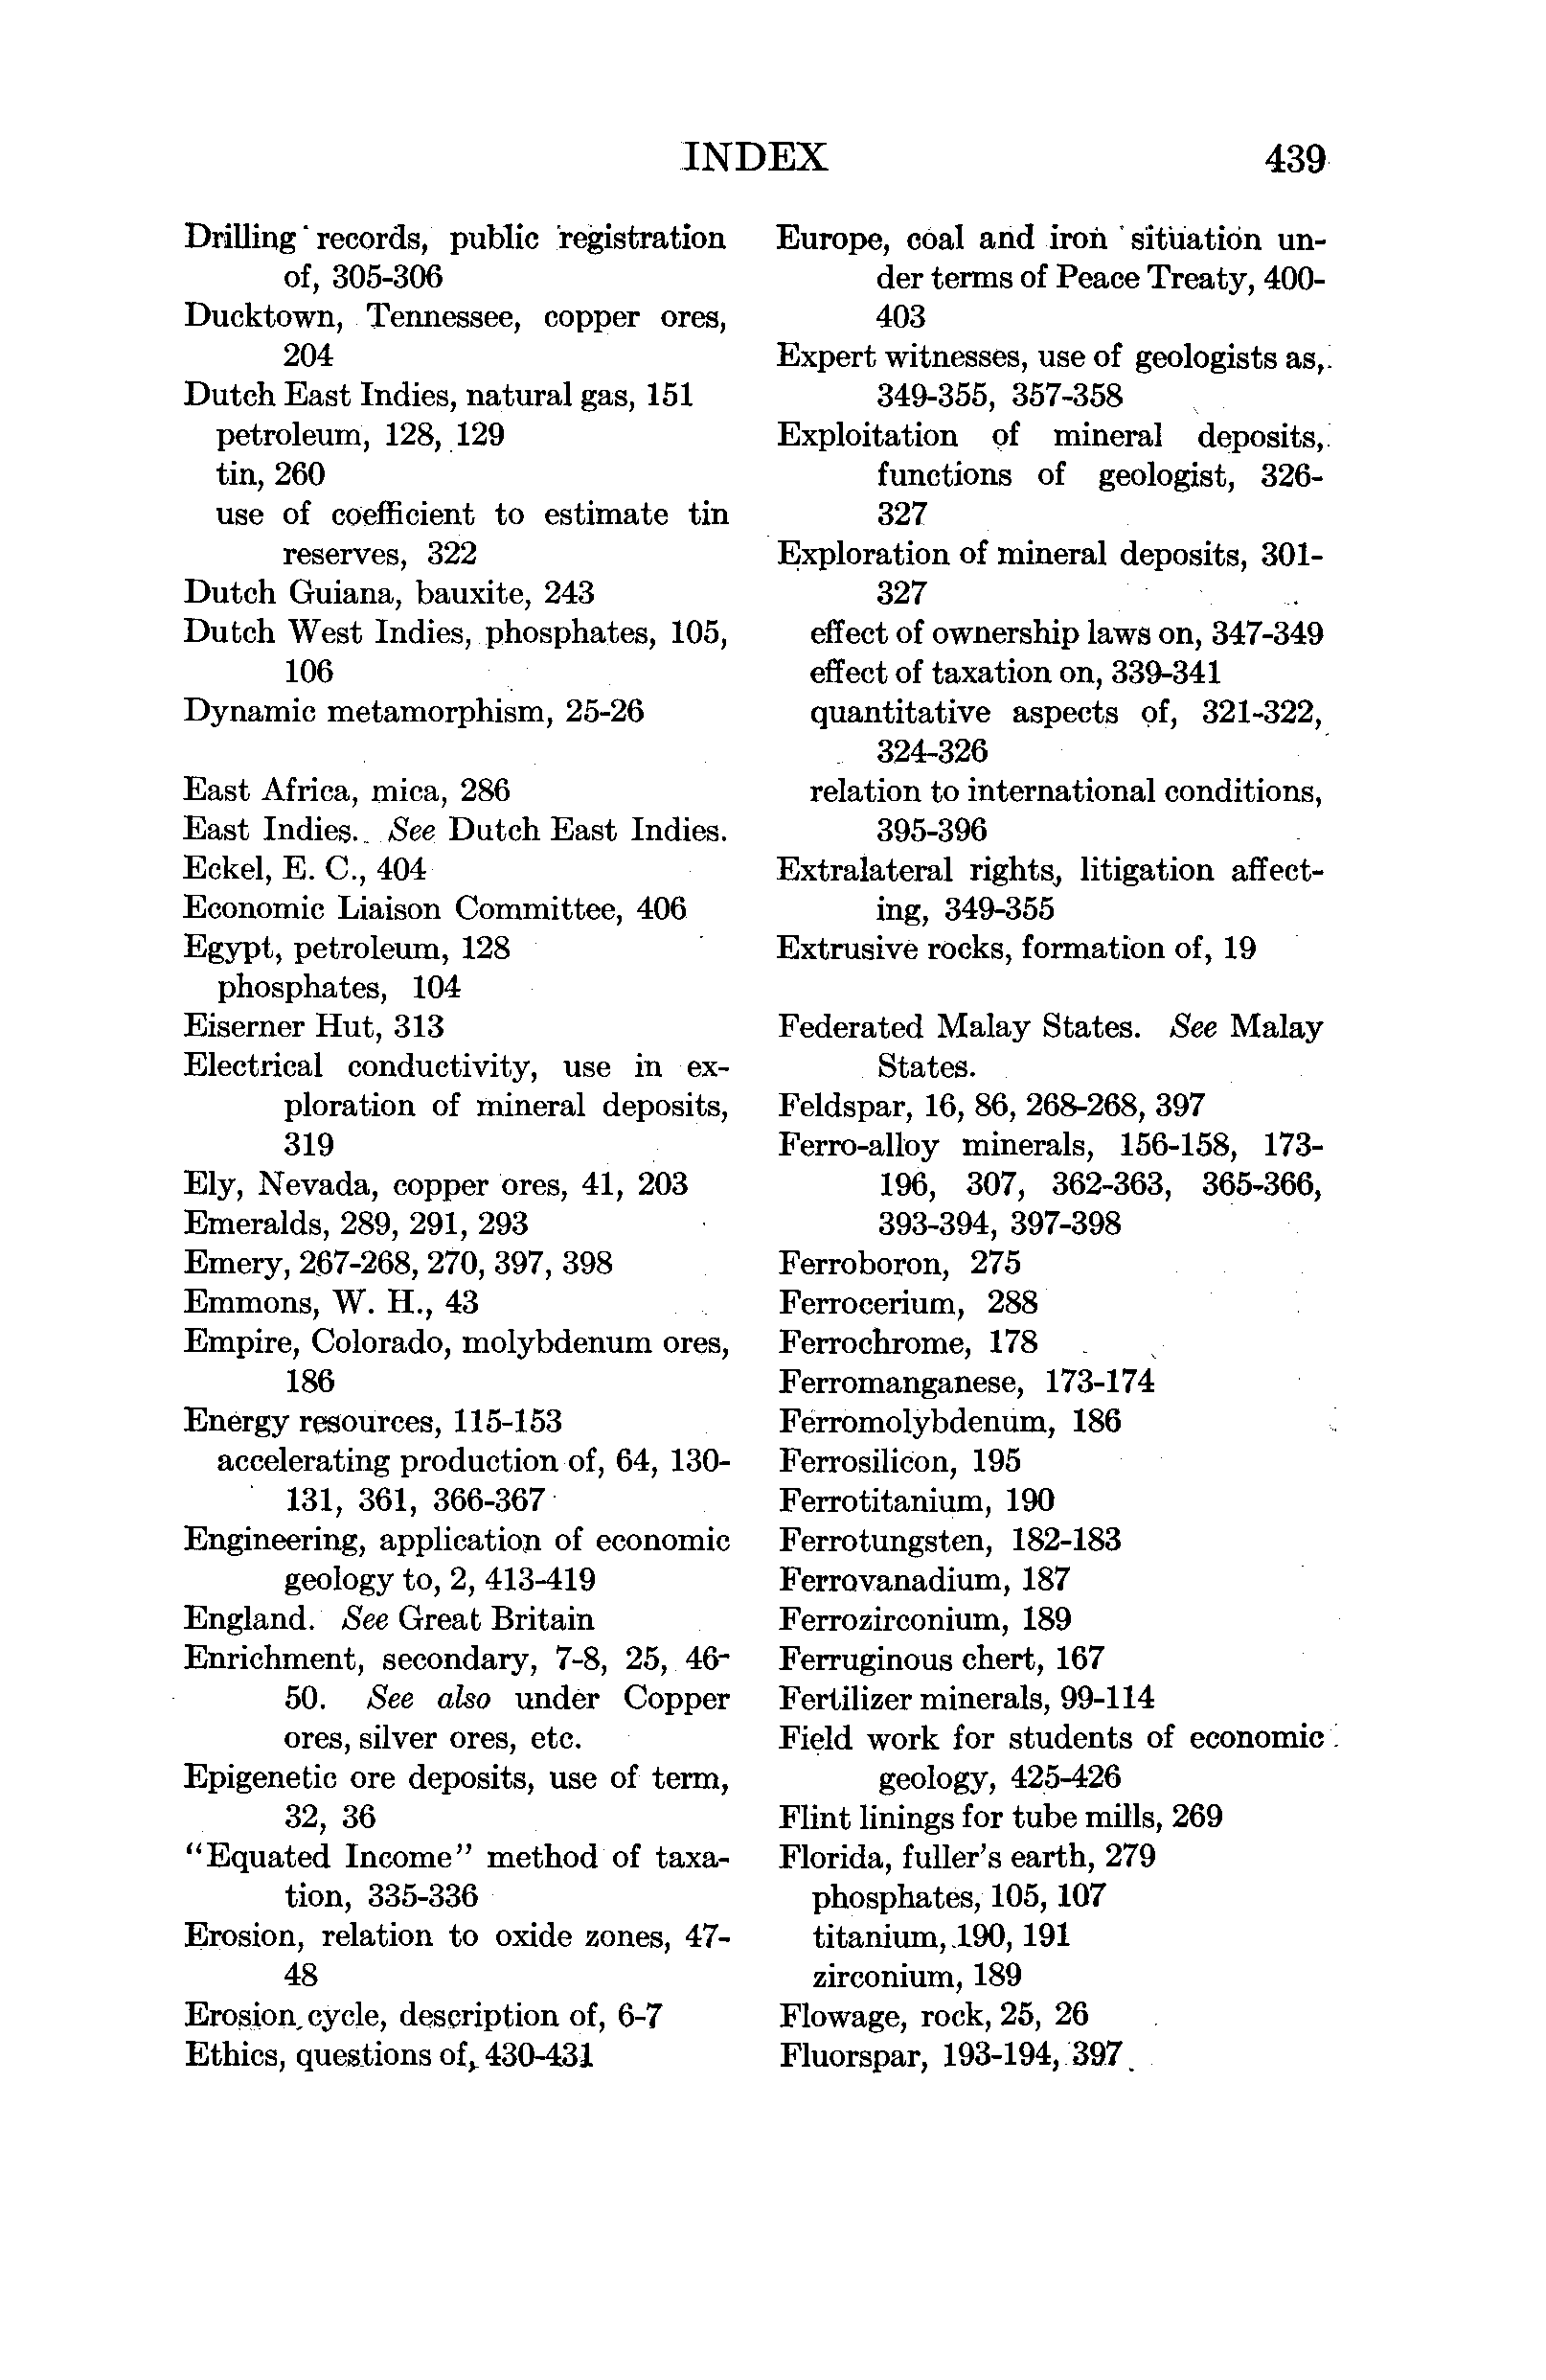 INDEX 439
Drilling records, public registration
of, 305-306
Ducktown, Tennessee, copper ores,
204
Dutch East Indies, natural gas, 151
petroleum, 128, 129
tin, 260
use of coefficient to estimate tin
reserves, 322
Dutch Guiana, bauxite, 243
Dutch West Indies, phosphates, 105,
106
Dynamic metamorphism, 25-26
East Africa, mica, 286
East Indies. See Dutch East Indies.
Eckel, E. C., 404
Economic Liaison Committee, 406
Egypt, petroleum, 128
phosphates, 104
Eiserner Hut, 313
Electrical conductivity, use in ex-
ploration of mineral deposits,
319
Ely, Nevada, copper ores, 41, 203
Emeralds, 289, 291, 293
Emery, 267-268, 270, 397, 398
Emmons, W. H., 43
Empire, Colorado, molybdenum ores,
186
Energy resources, 115-153
accelerating production of, 64, 130-
131, 361, 366-367
Engineering, application of economic
geology to, 2, 413-419
England. See Great Britain
Enrichment, secondary, 7-8, 25, 46-
50. See also under Copper
ores, silver ores, etc.
Epigenetic ore deposits, use of term,
32, 36
"Equated Income" method of taxa-
tion, 335-336
Erosion, relation to oxide zones, 47-
48
Erosion cycle, description of, 6-7
Ethics, questions of, 430-431
Europe, coal and iron situation un-
der terms of Peace Treaty, 400-
403
Expert witnesses, use of geologists as,
349-355, 357-358
Exploitation of mineral deposits,
functions of geologist, 326-
327
Exploration of mineral deposits, 301-
327
effect of ownership laws on, 347-349
effect of taxation on, 339-341
quantitative aspects of, 321-322,
324-326
relation to international conditions,
395-396
Extralateral rights, litigation affect-
ing, 349-355
Extrusive rocks, formation of, 19
Federated Malay States. See Malay
States.
Feldspar, 16, 86, 268-268, 397
Ferro-alloy minerals, 156-158, 173-
196, 307, 362-363, 365-366,
393-394, 397-398
Ferroboron, 275
Ferrocerium, 288
Ferrochrome, 178
Ferromanganese, 173-174
Ferromolybdenum, 186
Ferrosilicon, 195
Ferrotitanium, 190
Ferrotungsten, 182-183
Ferrovanadium, 187
Ferrozirconium, 189
Ferruginous chert, 167
Fertilizer minerals, 99-114
Field work for students of economic
geology, 425-426
Flint linings for tube mills, 269
Florida, fuller's earth, 279
phosphates, 105, 107
titanium, 190, 191
zirconium, 189
Flowage, rock, 25, 26
Fluorspar, 193-194, 397